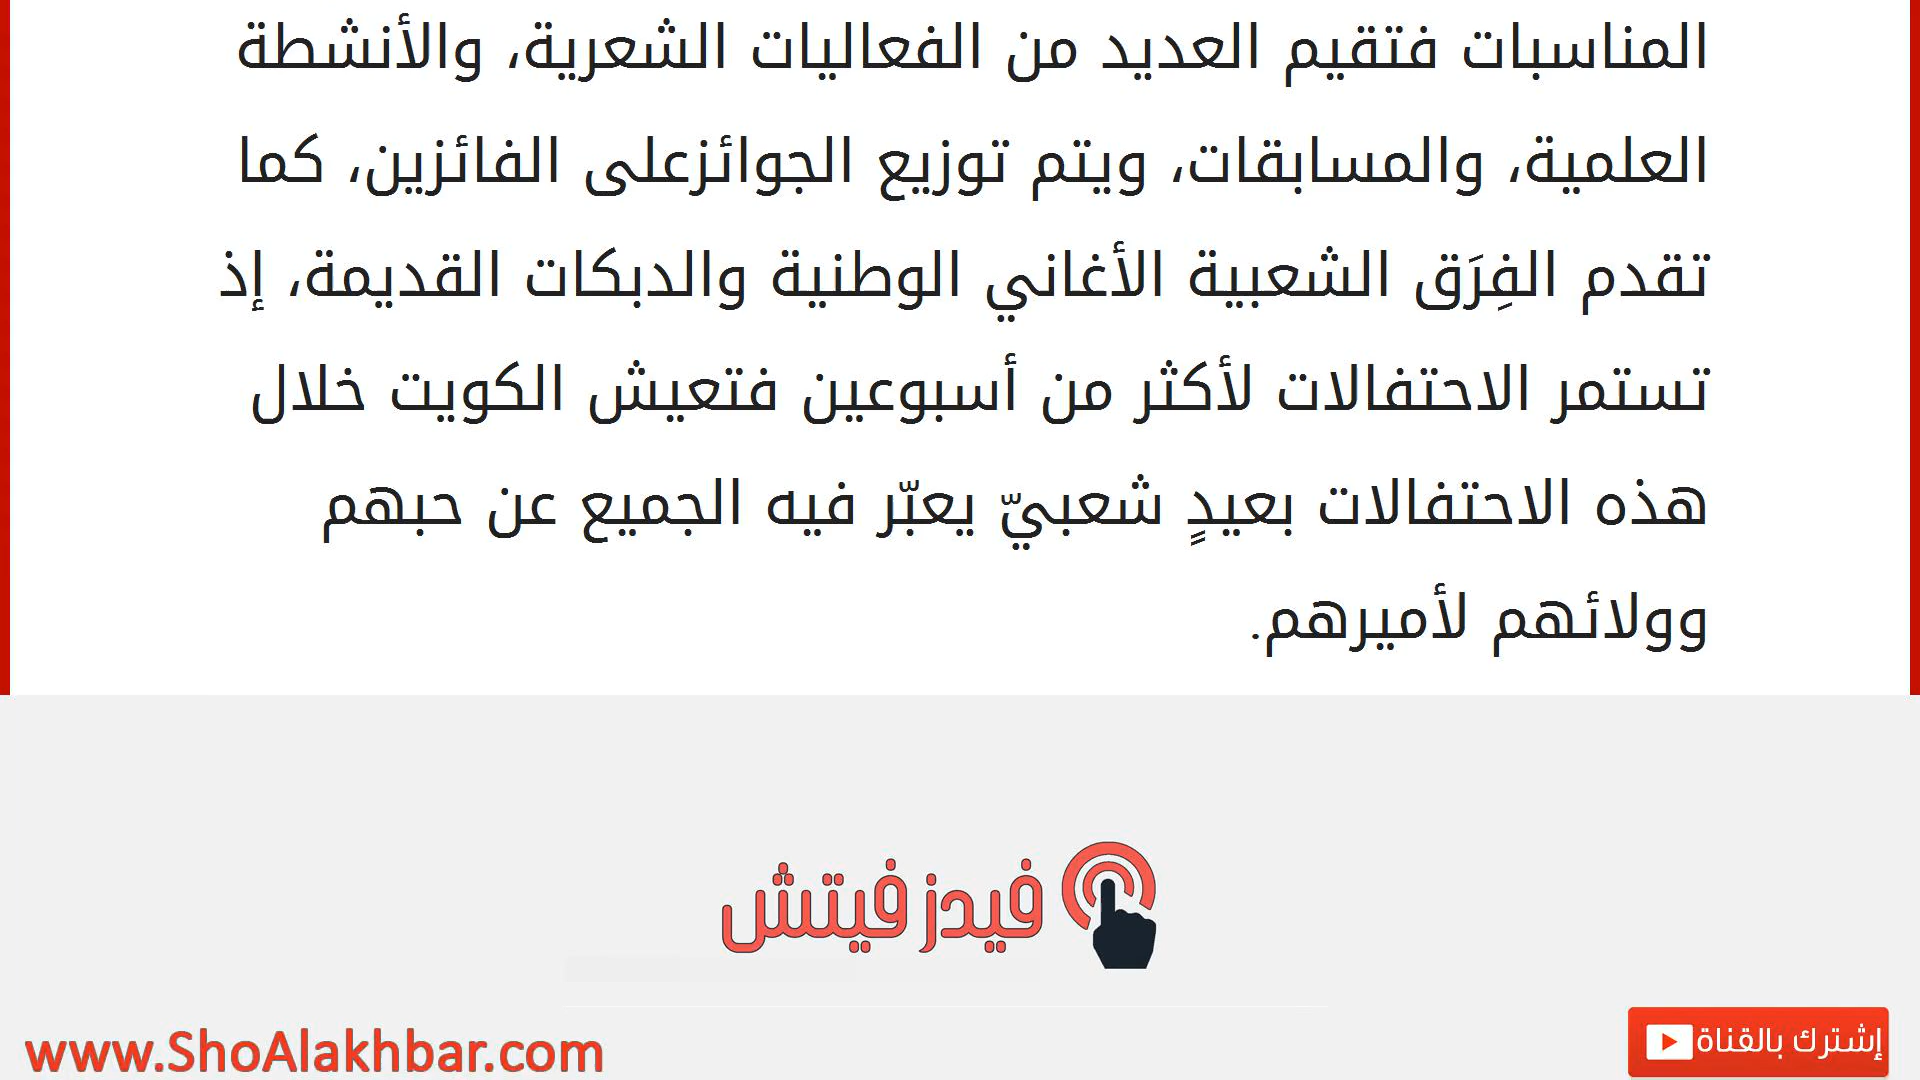 المناسبات فتقيم العديد من الفعاليات الشعرية، والأنشطة
العلمية، والمسابقات، ويتم توزيع الجوائزعلى الفائزين، كما
تقدم الفِرَق الشعبية الأغاني الوطنية والدبكات القديمة، إذ
تستمر الاحتفالات لأكثر من أسبوعين فتعيش الكويت خلال
هذه الاحتفالات بعيدٍ شعبيّ يعبّر فيه الجميع عن حبهم
وولائهم لأميرهم.
فيدز فيتش
www.ShoAlakhbar.com
إشترك بالقناة